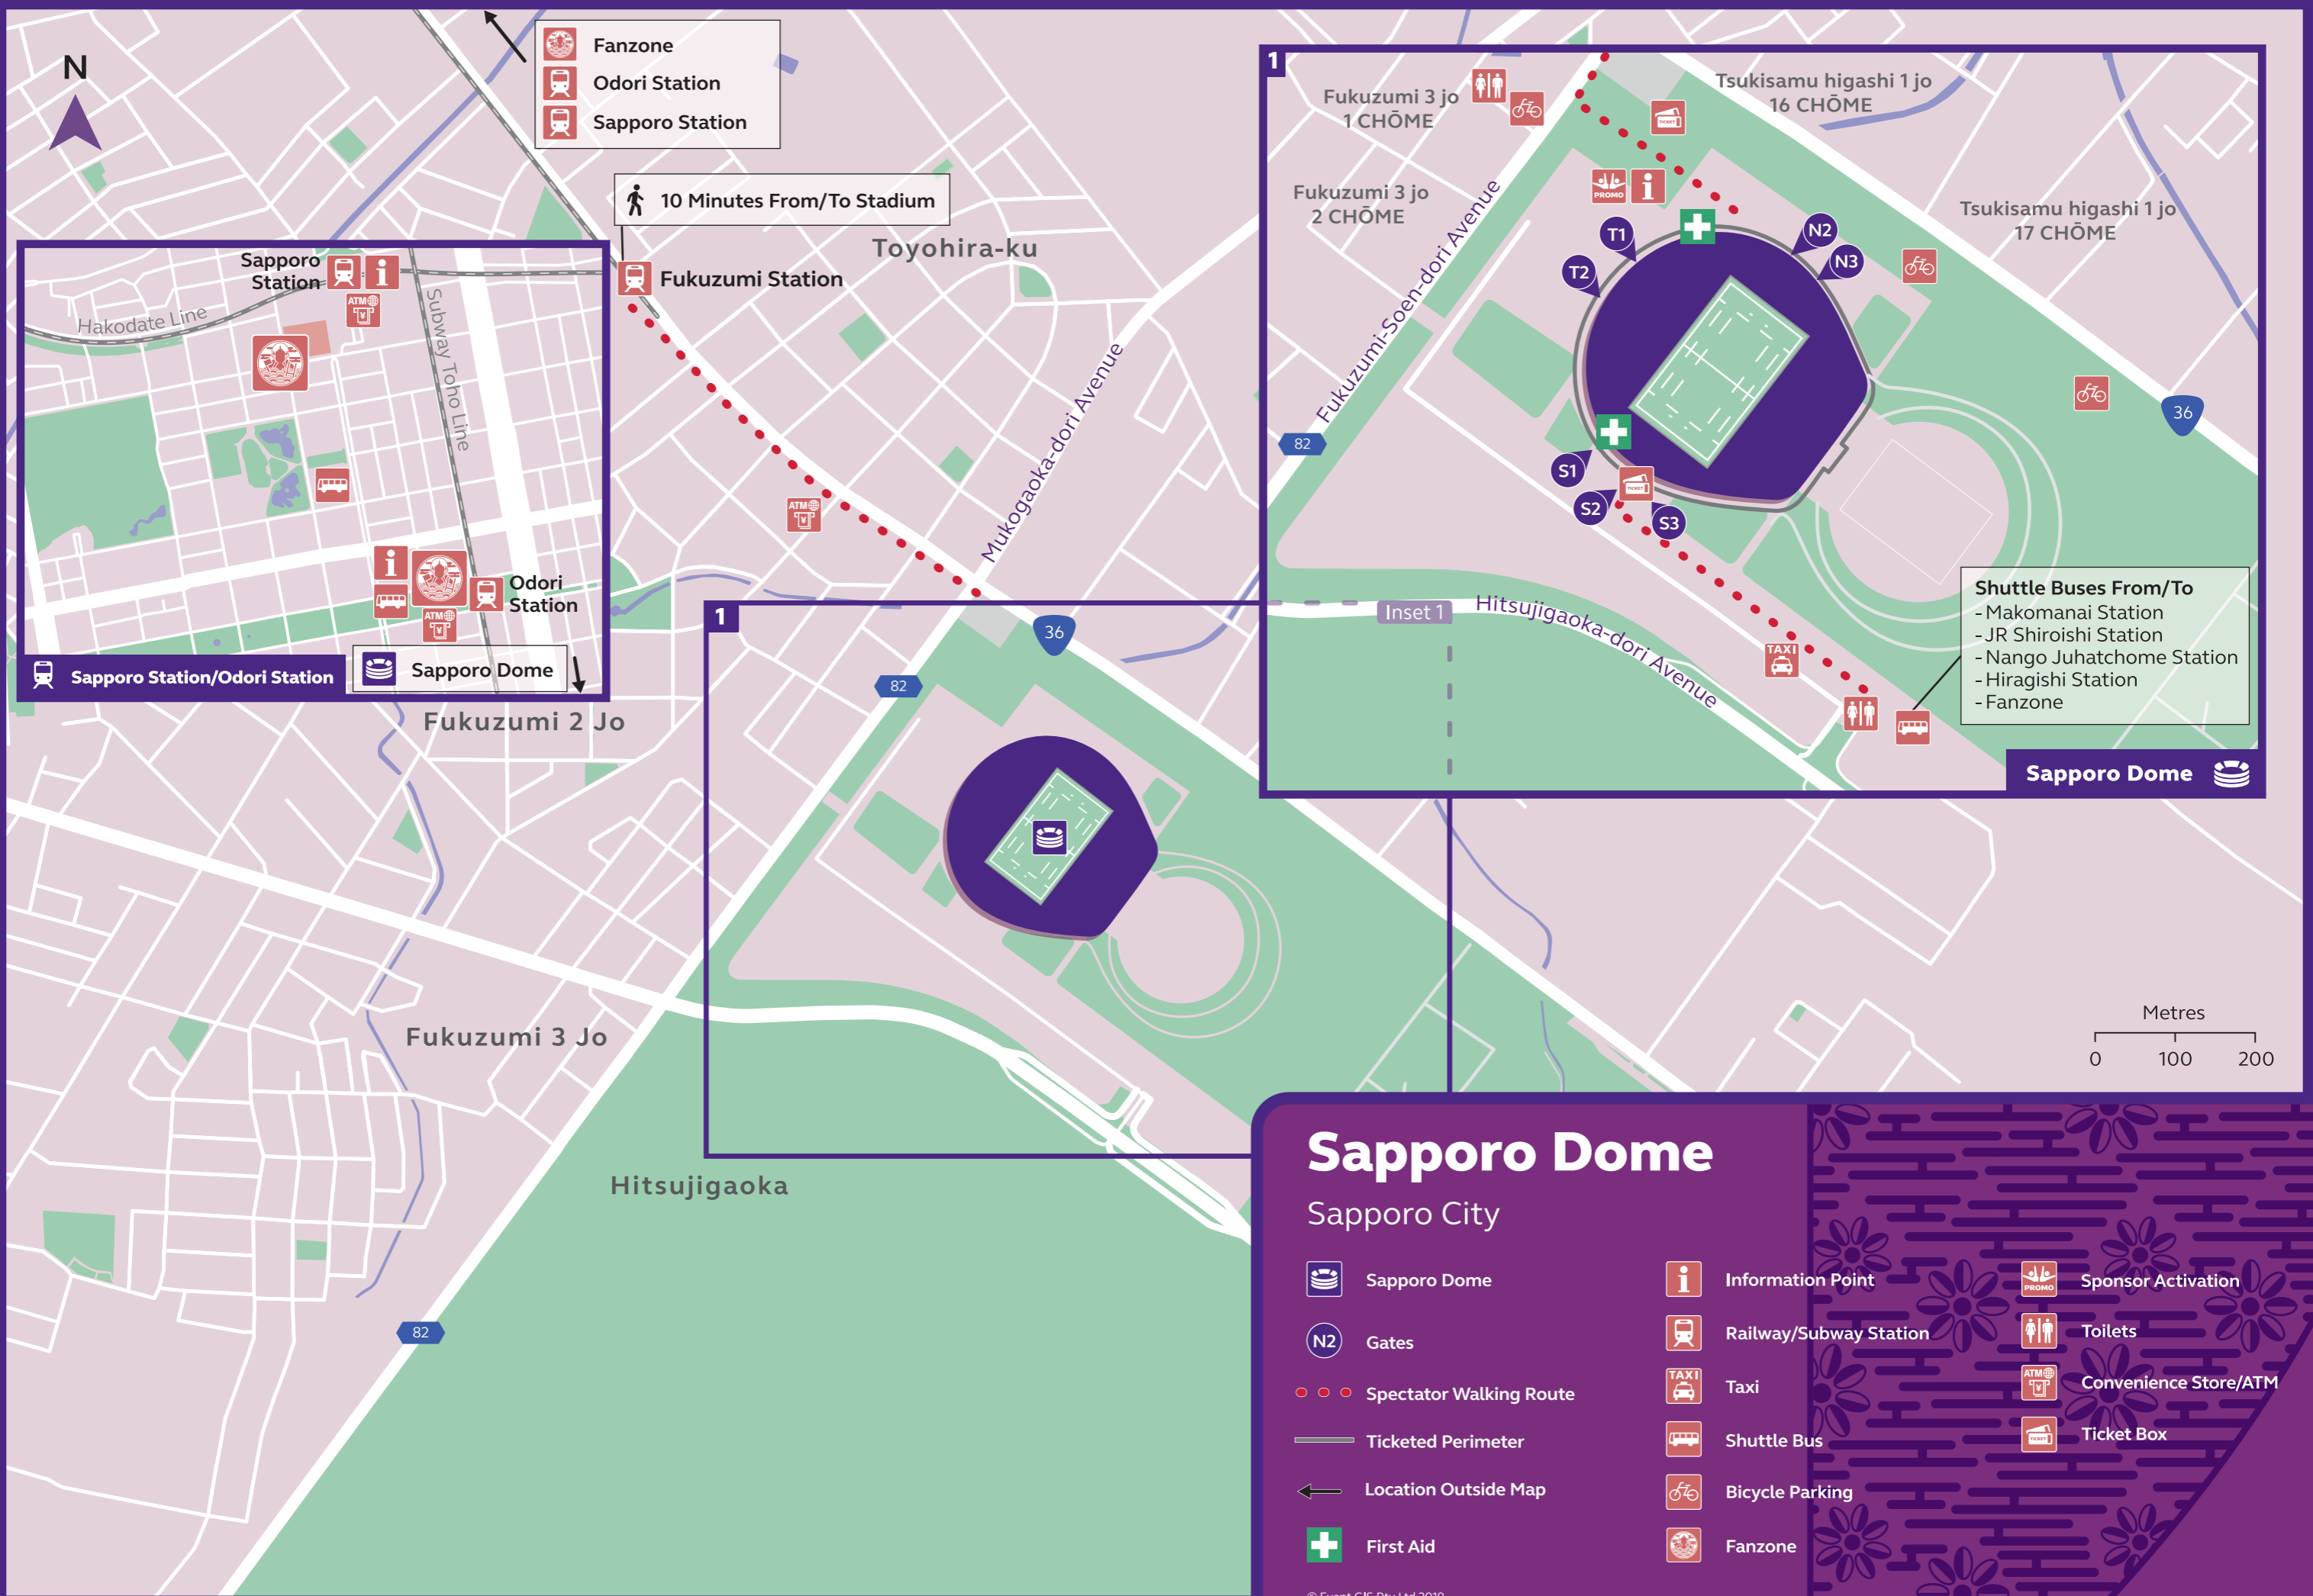 N
Fanzone
Odori Station
Sapporo Station
10 Minutes From/To Stadium
Toyohira-ku
Fukuzumi Station
Sapporo
Station
i
ATM
¥
Hakodate Line
Subway Toho Line
i
ATM
¥
Odori
Station
Sapporo Station/Odori Station
Sapporo Dome
ATM
¥
Mukogaoka-dori Avenue
1
36
82
Fukuzumi 2 Jo
Fukuzumi 3 Jo
Hitsujigaoka
82
1
Fukuzumi 3 jo
1 CHŌME
TICKET
Tsukisamu higashi 1 jo
16 CHŌME
Fukuzumi 3 jo
2 CHŌME
PROMO
i
Tsukisamu higashi 1 jo
17 CHŌME
Fukuzumi-Soen-dori Avenue
T1
T2
N2
N3
36
82
S1
TICKET
S2
S3
Inset 1
Hitsujigaoka-dori Avenue
TAXI
Shuttle Buses From/To
-Makomanai Station
-JR Shiroishi Station
-Nango Juhatchome Station
-Hiragishi Station
-Fanzone
Sapporo Dome
Metres
0 100 200
Sapporo Dome
Sapporo City
Sapporo Dome
N2 Gates
Spectator Walking Route
Ticketed Perimeter
Location Outside Map
First Aid
i Information Point
Railway/Subway Station
TAXI Taxi
Shuttle Bus
Bicycle Parking
Fanzone
PROMO Sponsor Activation
Toilets
ATM ¥ Convenience Store/ATM
TICKET Ticket Box